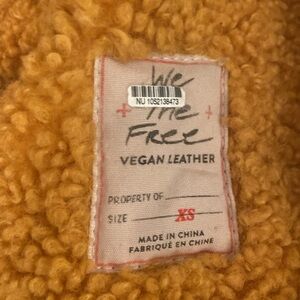 We
NU 1052138473
+ The +
Free
VEGAN LEATHER
PROPERTY OF
SIZE XS
MADE IN CHINA
FABRIQUÉ EN CHINE